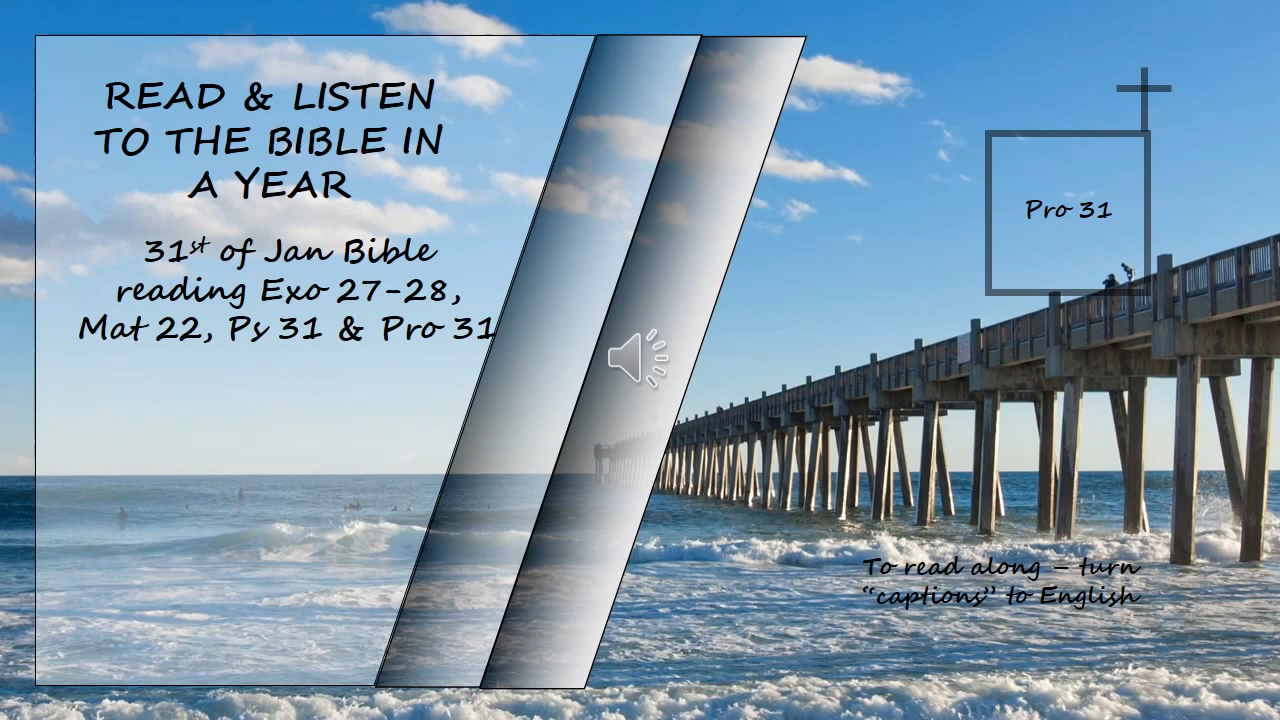 READ & LISTEN
TO THE BIBLE IN
A YEAR
31st of Jan Bible
reading Exo 27-28,
Mat 22, Ps 31 & Pro 31
Pro 31
To read along – turn
“captions” to English